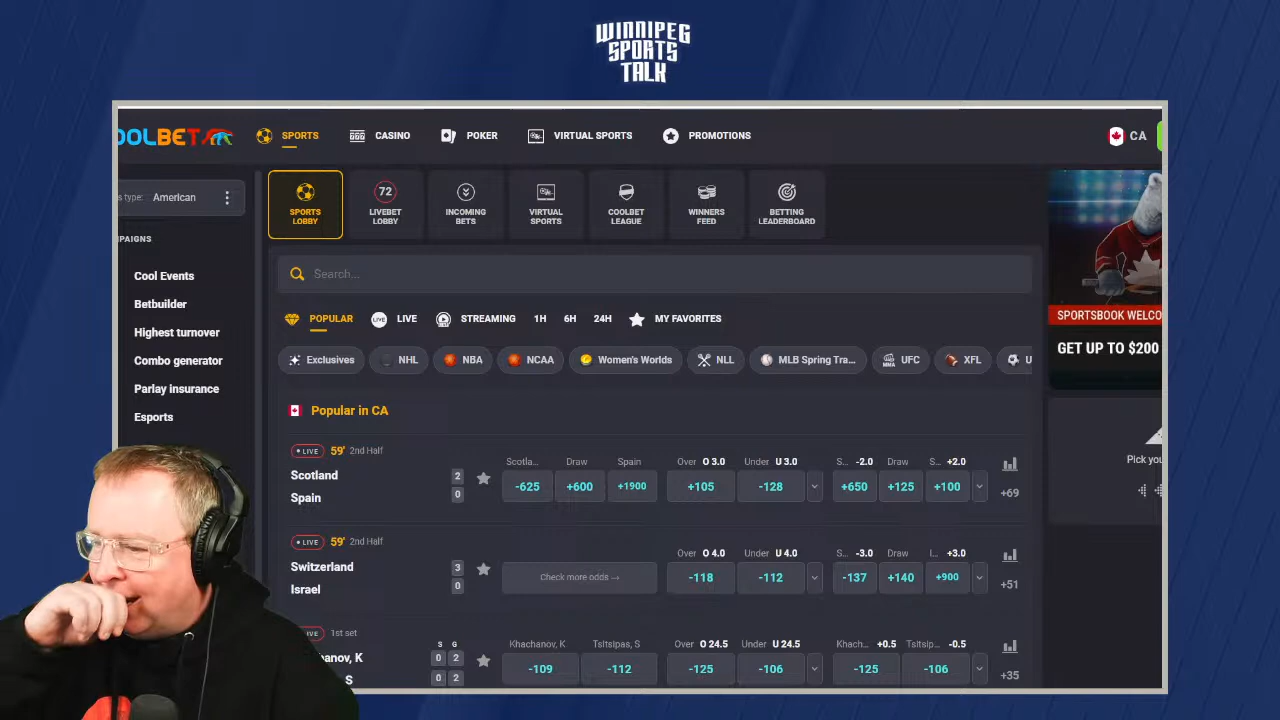 WINNIPEG
SPORTS
TALK
OOLBET
SPORTS
CASINO
POKER
VIRTUAL SPORTS
PROMOTIONS
CA
s type: American
SPORTS
LOBBY
72
LIVEBET
LOBBY
INCOMING
BETS
VIRTUAL
SPORTS
COOLBET
LEAGUE
WINNERS
FEED
BETTING
LEADERBOARD
PAIGNS
Cool Events
Betbuilder
Highest turnover
Combo generator
Parlay insurance
Esports
Search...
POPULAR
LIVE
LIVE
STREAMING
1H
6H
24H
MY FAVORITES
Exclusives
NHL
NBA
NCAA
Women's Worlds
NLL
MLB Spring Tra...
UFC
XFL
U
SPORTSBOOK WELCO
GET UP TO $200
Pick you
Popular in CA
LIVE 59' 2nd Half
Scotland 2
Spain 0
Scotla... Draw Spain Over O 3.0 Under U 3.0 S... -2.0 Draw S... +2.0
-625 +600 +1900 +105 -128 +650 +125 +100 +69
LIVE 59' 2nd Half
Switzerland 3
Israel 0
Over O 4.0 Under U 4.0 S... -3.0 Draw I... +3.0
Check more odds → -118 -112 -137 +140 +900 +51
LIVE 1st set
S G
hanov, K 0 2
S 0 2
Khachanov, K Tsitsipas, S Over O 24.5 Under U 24.5 Khach... +0.5 Tsitsip... -0.5
-109 -112 -125 -106 -125 -106 +35